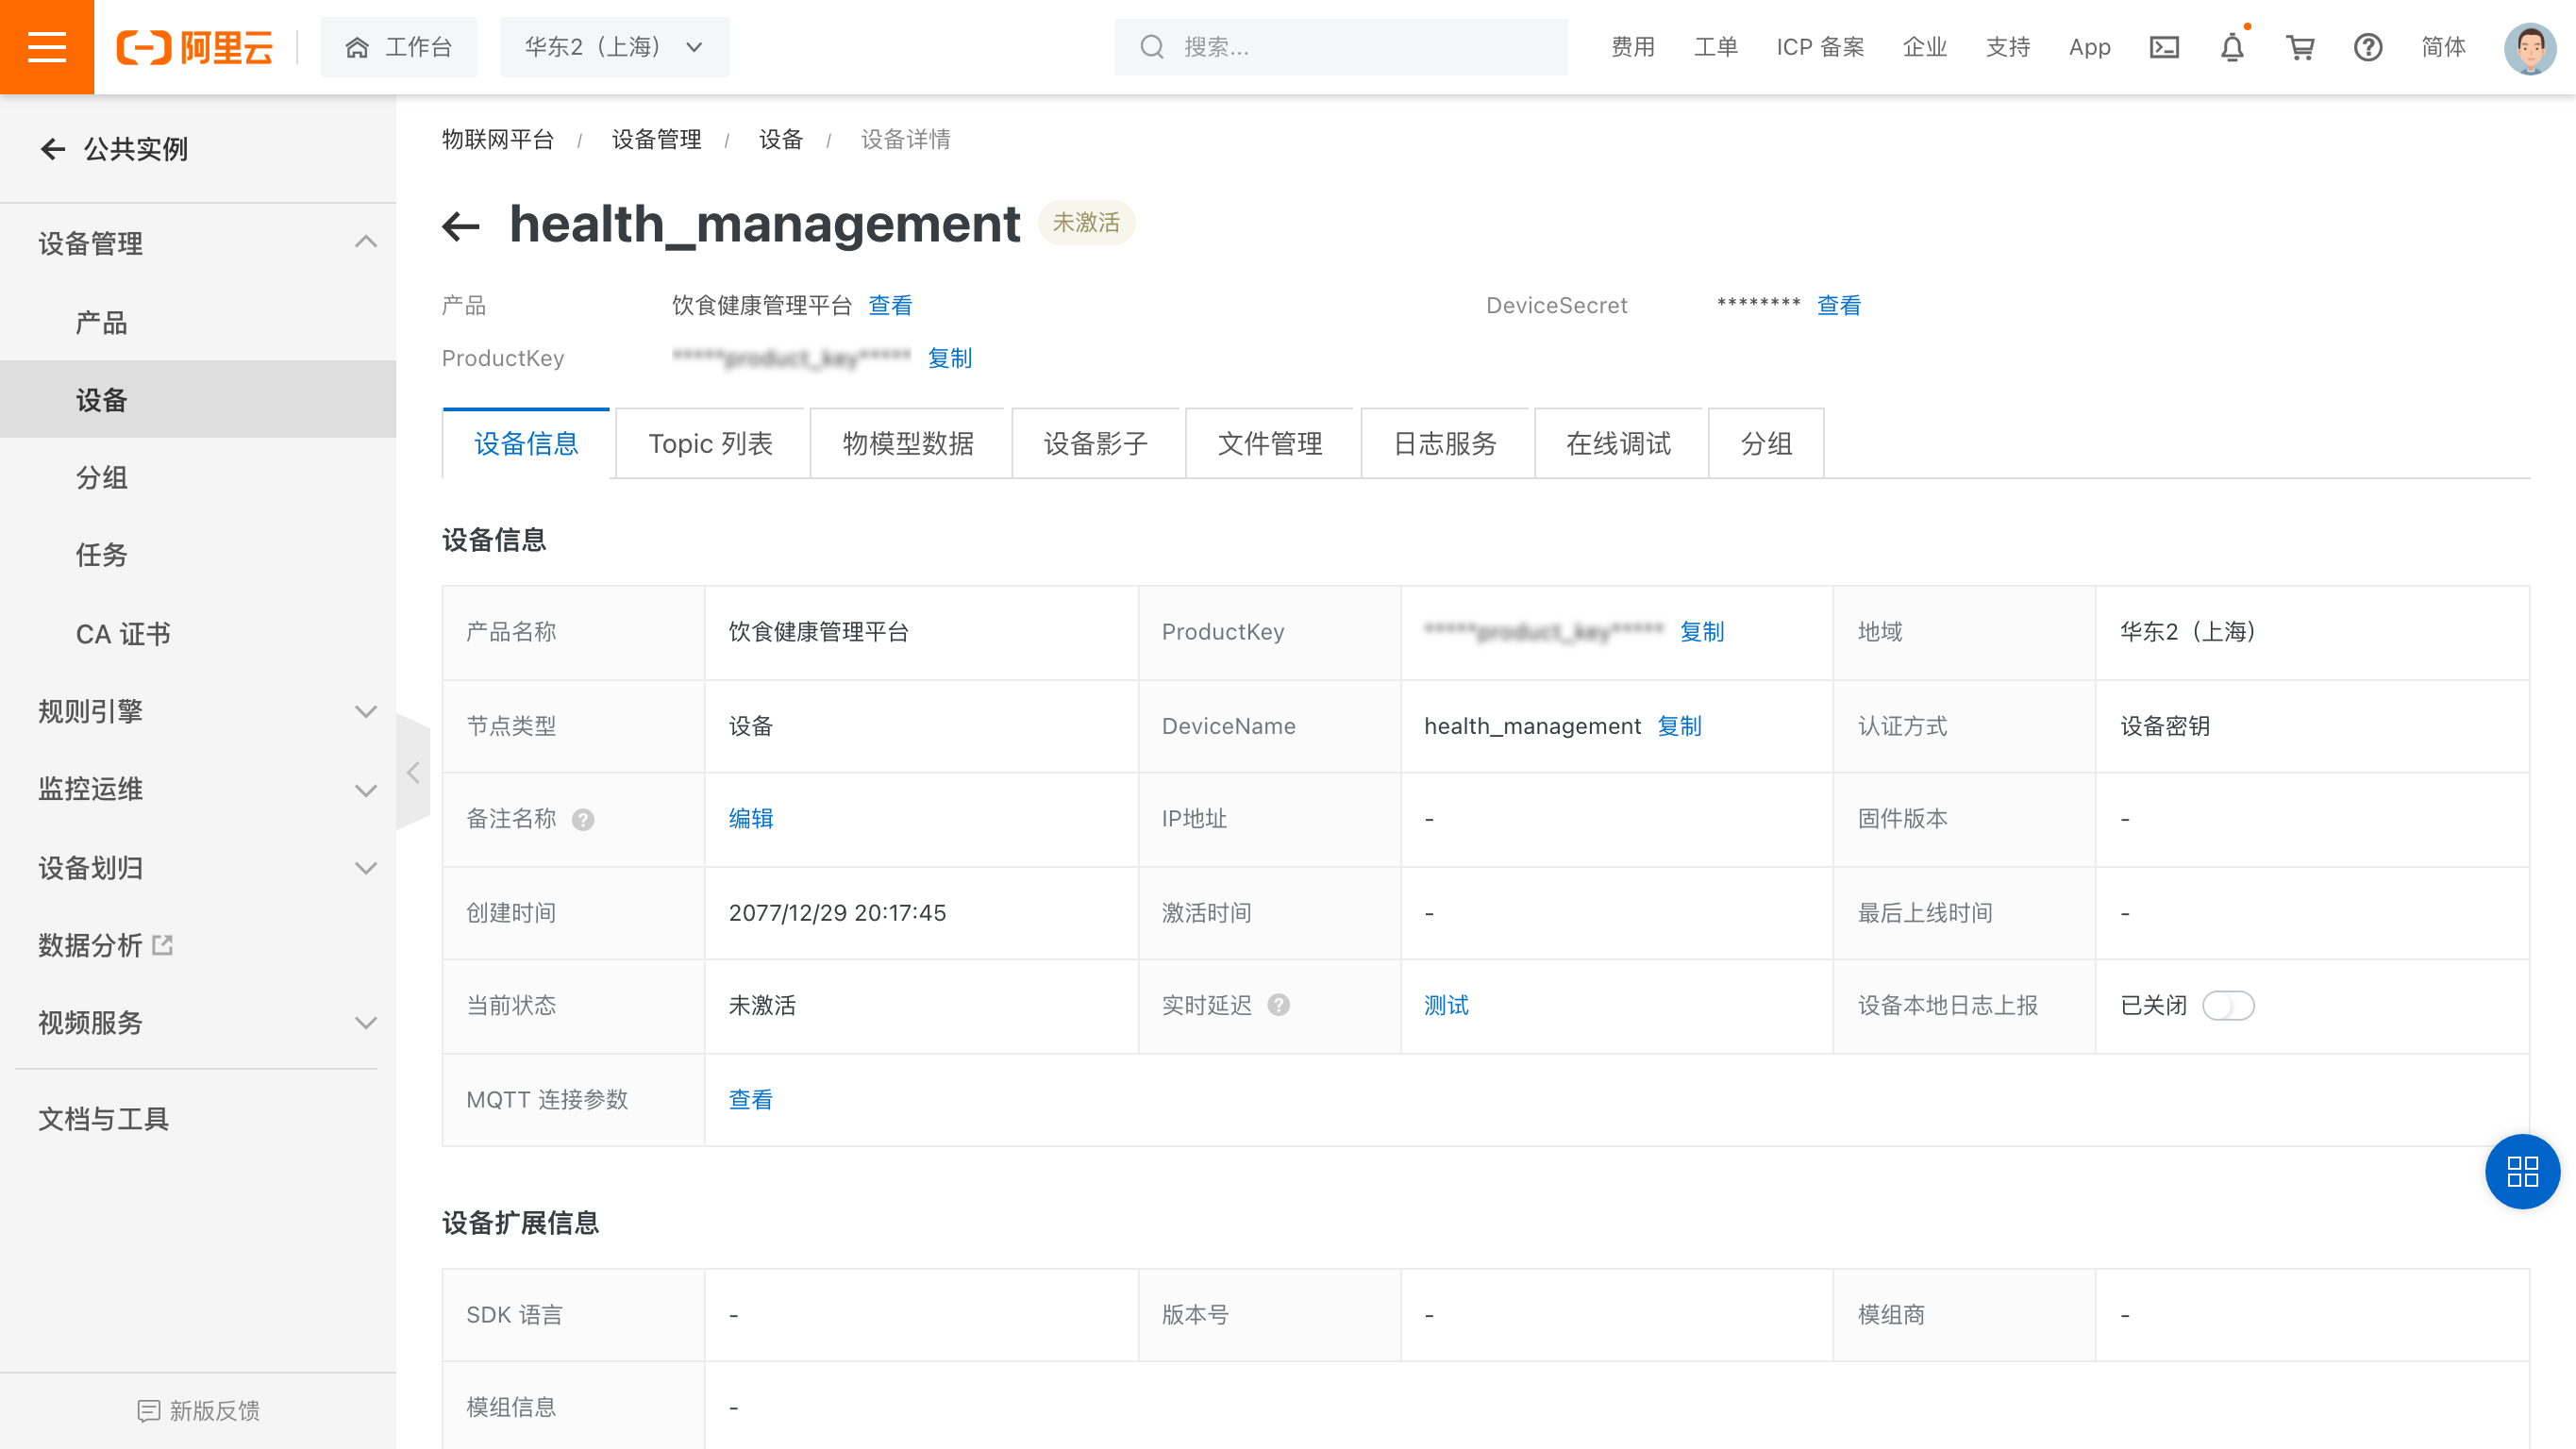 阿里云
工作台
华东2（上海）
搜索...
费用
工单
ICP 备案
企业
支持
App
简体
公共实例
设备管理
产品
设备
分组
任务
CA 证书
规则引擎
监控运维
设备划归
数据分析
视频服务
文档与工具
新版反馈
物联网平台 / 设备管理 / 设备 / 设备详情
health_management 未激活
产品 饮食健康管理平台 查看 DeviceSecret ******** 查看
ProductKey *****product_key***** 复制
设备信息 Topic 列表 物模型数据 设备影子 文件管理 日志服务 在线调试 分组
设备信息
产品名称 饮食健康管理平台 ProductKey *****product_key***** 复制 地域 华东2（上海）
节点类型 设备 DeviceName health_management 复制 认证方式 设备密钥
备注名称 ? 编辑 IP地址 - 固件版本 -
创建时间 2077/12/29 20:17:45 激活时间 - 最后上线时间 -
当前状态 未激活 实时延迟 ? 测试 设备本地日志上报 已关闭
MQTT 连接参数 查看
设备扩展信息
SDK 语言 - 版本号 - 模组商 -
模组信息 -